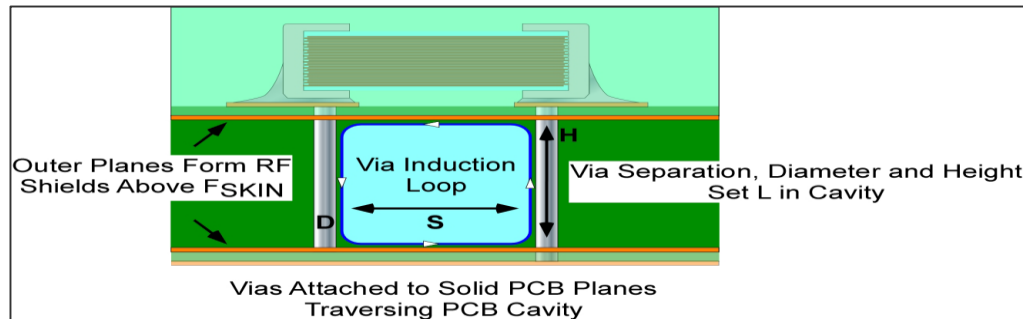 H
Outer Planes Form RF
Shields Above FSKIN
Via Induction
Loop
D
S
Via Separation, Diameter and Height
Set L in Cavity
Vias Attached to Solid PCB Planes
Traversing PCB Cavity